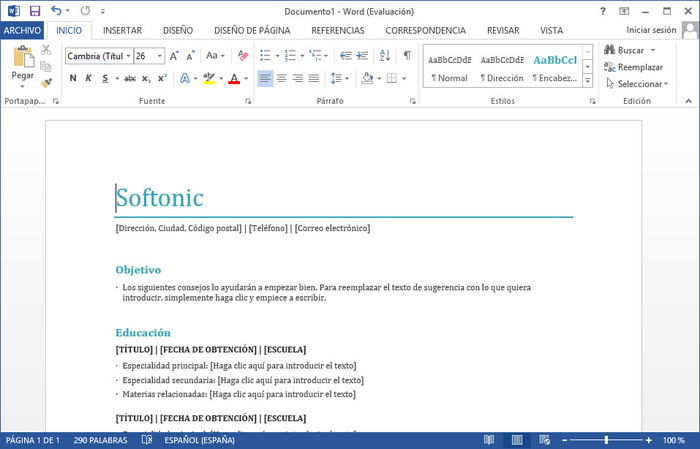 Documento1 - Word (Evaluación)
ARCHIVO INICIO INSERTAR DISEÑO DISEÑO DE PÁGINA REFERENCIAS CORRESPONDENCIA REVISAR VISTA Iniciar sesión
Cambria (Títul 26
Pegar
N K S abc x₂ x²
Portapap... Fuente Párrafo Estilos Edición
AaBbCcDdE AaBbCcDdE AaBbCcI
¶ Normal ¶ Dirección ¶ Encabez...
Buscar
Reemplazar
Seleccionar
Softonic
[Dirección, Ciudad, Código postal] | [Teléfono] | [Correo electrónico]
Objetivo
· Los siguientes consejos lo ayudarán a empezar bien. Para reemplazar el texto de sugerencia con lo que quiera
introducir, simplemente haga clic y empiece a escribir.
Educación
[TÍTULO] | [FECHA DE OBTENCIÓN] | [ESCUELA]
· Especialidad principal: [Haga clic aquí para introducir el texto]
· Especialidad secundaria: [Haga clic aquí para introducir el texto]
· Materias relacionadas: [Haga clic aquí para introducir el texto]
[TÍTULO] | [FECHA DE OBTENCIÓN] | [ESCUELA]
PÁGINA 1 DE 1 290 PALABRAS ESPAÑOL (ESPAÑA) 100 %